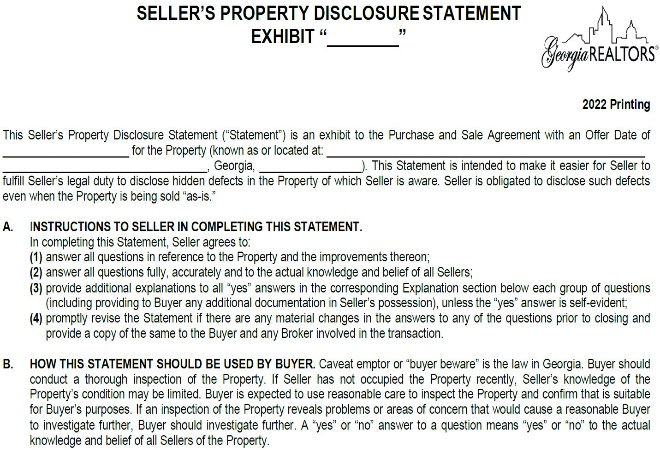 SELLER'S PROPERTY DISCLOSURE STATEMENT
EXHIBIT "________"
Georgia REALTORS®
2022 Printing
This Seller's Property Disclosure Statement ("Statement") is an exhibit to the Purchase and Sale Agreement with an Offer Date of
____________________ for the Property (known as or located at: __________________________________________________
________________________________, Georgia, ________________). This Statement is intended to make it easier for Seller to
fulfill Seller's legal duty to disclose hidden defects in the Property of which Seller is aware. Seller is obligated to disclose such defects
even when the Property is being sold "as-is."
A. INSTRUCTIONS TO SELLER IN COMPLETING THIS STATEMENT.
In completing this Statement, Seller agrees to:
(1) answer all questions in reference to the Property and the improvements thereon;
(2) answer all questions fully, accurately and to the actual knowledge and belief of all Sellers;
(3) provide additional explanations to all "yes" answers in the corresponding Explanation section below each group of questions
(including providing to Buyer any additional documentation in Seller's possession), unless the "yes" answer is self-evident;
(4) promptly revise the Statement if there are any material changes in the answers to any of the questions prior to closing and
provide a copy of the same to the Buyer and any Broker involved in the transaction.
B. HOW THIS STATEMENT SHOULD BE USED BY BUYER. Caveat emptor or "buyer beware" is the law in Georgia. Buyer should
conduct a thorough inspection of the Property. If Seller has not occupied the Property recently, Seller's knowledge of the
Property's condition may be limited. Buyer is expected to use reasonable care to inspect the Property and confirm that is suitable
for Buyer's purposes. If an inspection of the Property reveals problems or areas of concern that would cause a reasonable Buyer
to investigate further, Buyer should investigate further. A "yes" or "no" answer to a question means "yes" or "no" to the actual
knowledge and belief of all Sellers of the Property.